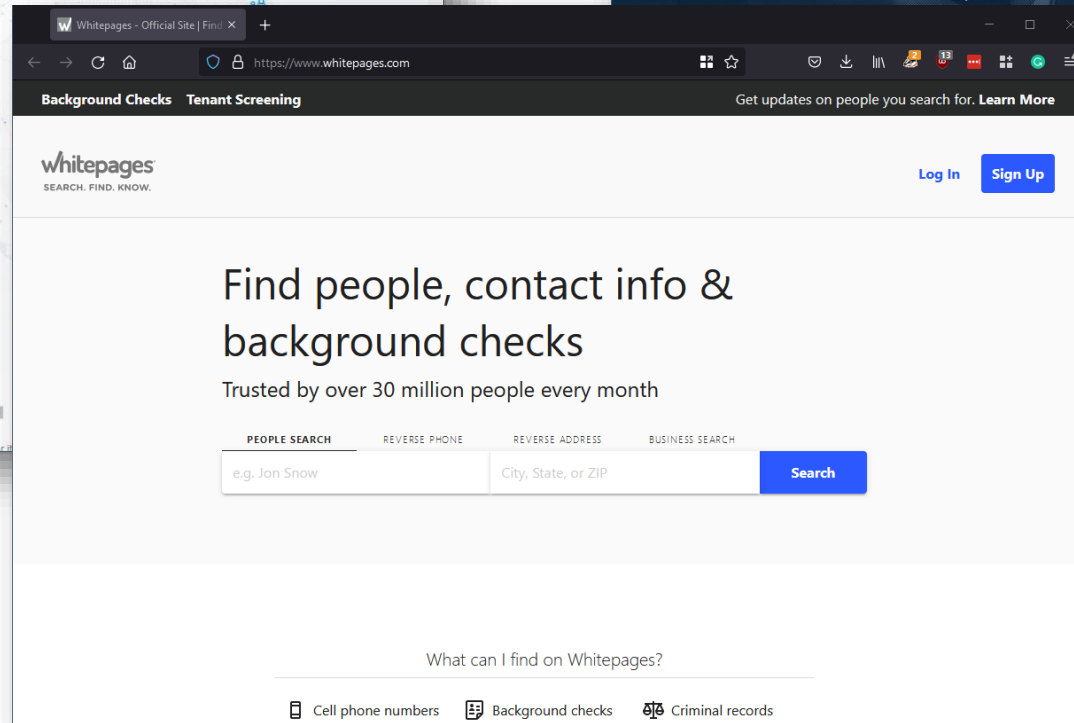 Whitepages - Official Site | Find
https://www.whitepages.com
2
13
Background Checks Tenant Screening
Get updates on people you search for. Learn More
whitepages
SEARCH. FIND. KNOW.
Log In
Sign Up
Find people, contact info &
background checks
Trusted by over 30 million people every month
PEOPLE SEARCH REVERSE PHONE REVERSE ADDRESS BUSINESS SEARCH
e.g. Jon Snow
City, State, or ZIP
Search
What can I find on Whitepages?
Cell phone numbers Background checks Criminal records